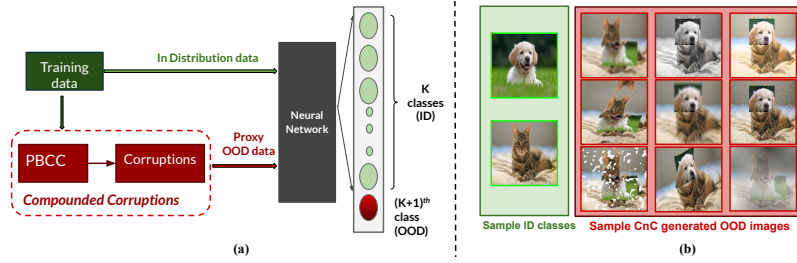 Training
data
In Distribution data
PBCC
Corruptions
Compounded Corruptions
Proxy
OOD data
Neural
Network
K
classes
(ID)
(K+1)th
class
(OOD)
(a)
Sample ID classes
Sample CnC generated OOD images
(b)